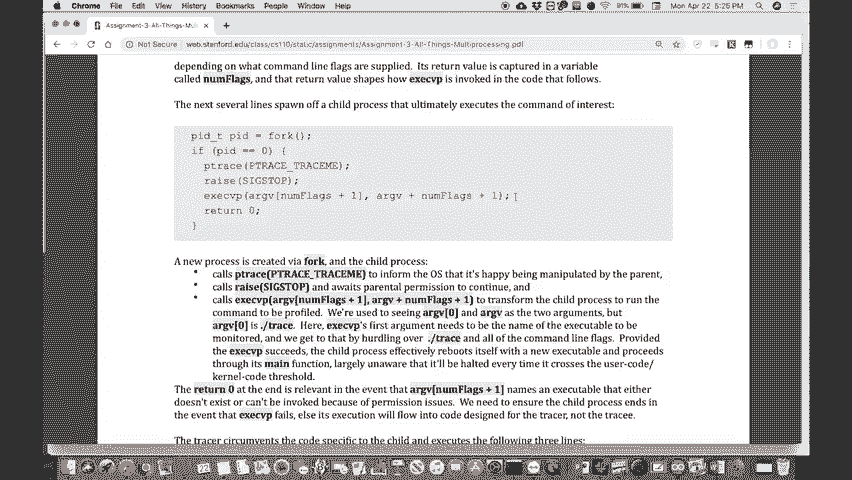 Chrome File Edit View History Bookmarks People Window Help
91% Mon Apr 22 5:25 PM
Assignment-3-All-Things-Mult
Not Secure web.stanford.edu/class/cs110/static/assignments/Assignment-3-All-Things-Multiprocessing.pdf
depending on what command line flags are supplied. Its return value is captured in a variable
called numFlags, and that return value shapes how execvp is invoked in the code that follows.
The next several lines spawn off a child process that ultimately executes the command of interest:
pid_t pid = fork();
if (pid == 0) {
ptrace(PTRACE_TRACEME);
raise(SIGSTOP);
execvp(argv[numFlags + 1], argv + numFlags + 1);
return 0;
}
A new process is created via fork, and the child process:
• calls ptrace(PTRACE_TRACEME) to inform the OS that it's happy being manipulated by the parent,
• calls raise(SIGSTOP) and awaits parental permission to continue, and
• calls execvp(argv[numFlags + 1], argv + numFlags + 1) to transform the child process to run the
command to be profiled. We're used to seeing argv[0] and argv as the two arguments, but
argv[0] is ./trace. Here, execvp's first argument needs to be the name of the executable to be
monitored, and we get to that by hurdling over ./trace and all of the command line flags. Provided
the execvp succeeds, the child process effectively reboots itself with a new executable and proceeds
through its main function, largely unaware that it'll be halted every time it crosses the user-code/
kernel-code threshold.
The return 0 at the end is relevant in the event that argv[numFlags + 1] names an executable that either
doesn't exist or can't be invoked because of permission issues. We need to ensure the child process ends in
the event that execvp fails, else its execution will flow into code designed for the tracer, not the tracee.
The tracer circumvents the code specific to the child and executes the following three lines: